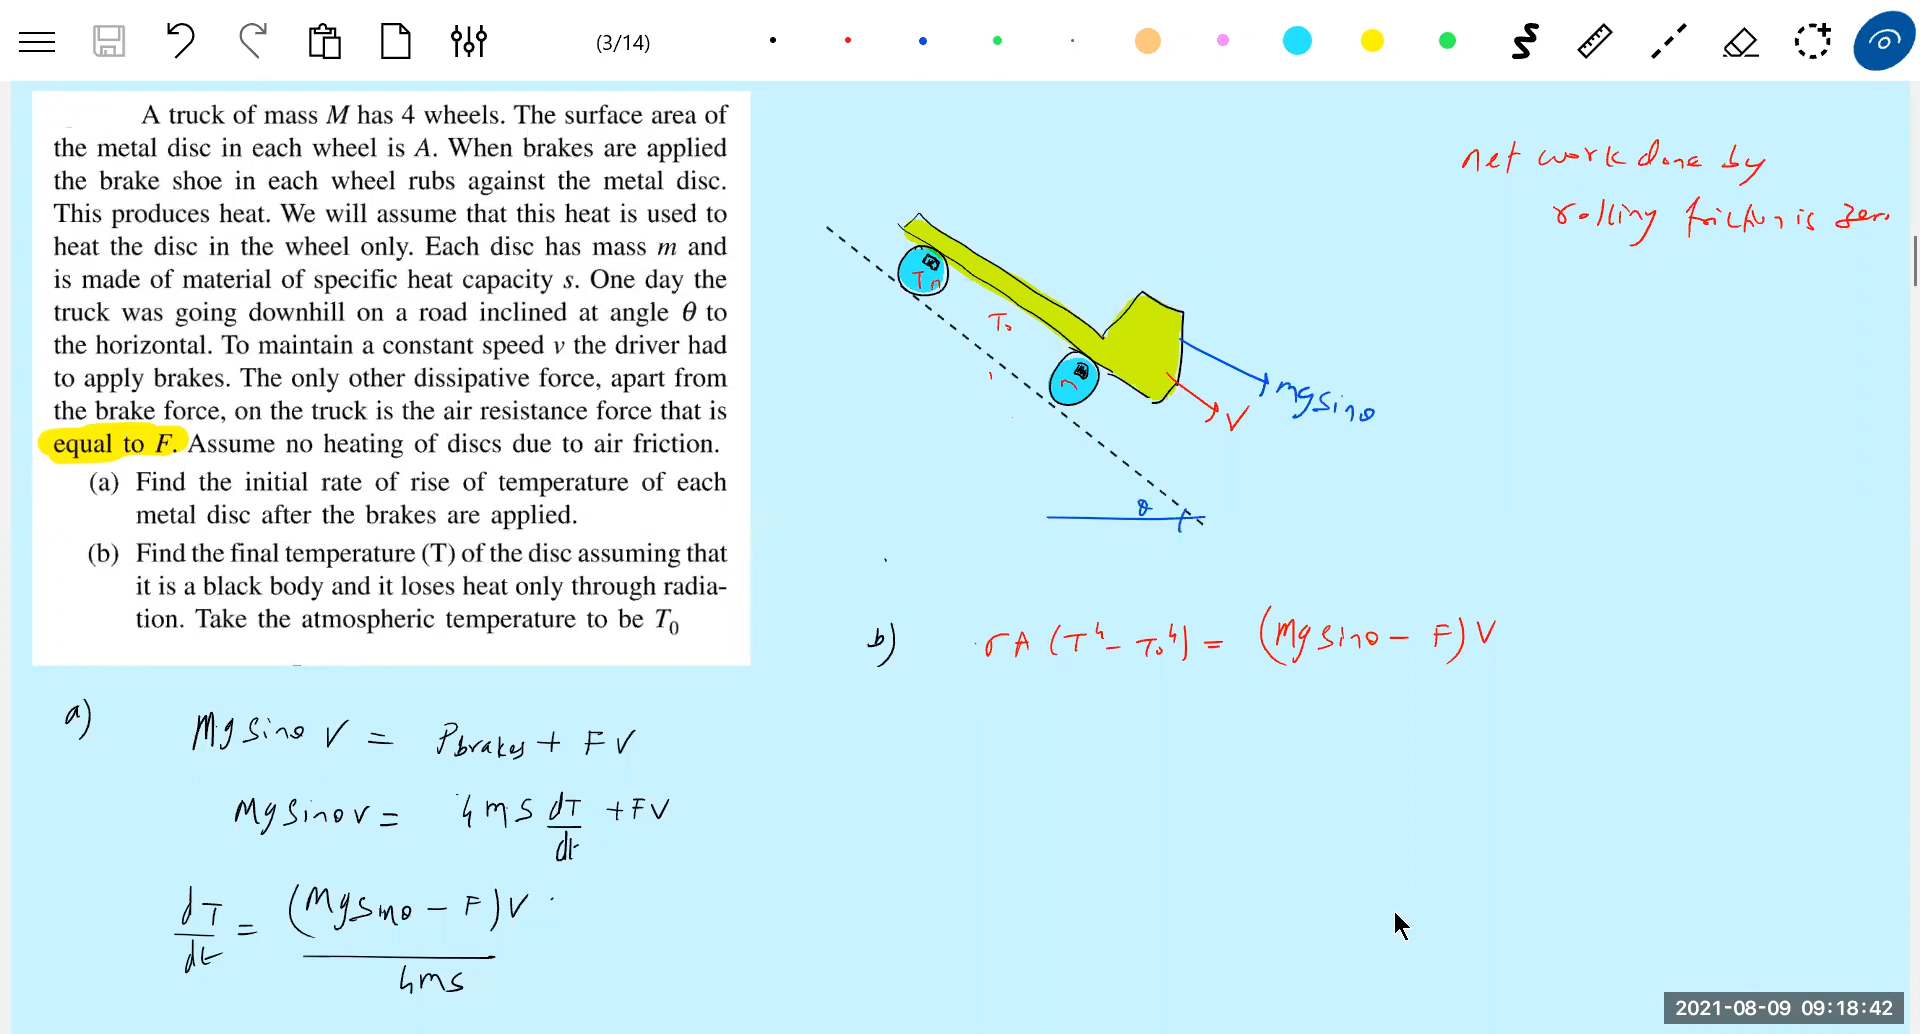 (3/14)
A truck of mass M has 4 wheels. The surface area of
the metal disc in each wheel is A. When brakes are applied
the brake shoe in each wheel rubs against the metal disc.
This produces heat. We will assume that this heat is used to
heat the disc in the wheel only. Each disc has mass m and
is made of material of specific heat capacity s. One day the
truck was going downhill on a road inclined at angle θ to
the horizontal. To maintain a constant speed v the driver had
to apply brakes. The only other dissipative force, apart from
the brake force, on the truck is the air resistance force that is
equal to F. Assume no heating of discs due to air friction.
(a) Find the initial rate of rise of temperature of each
metal disc after the brakes are applied.
(b) Find the final temperature (T) of the disc assuming that
it is a black body and it loses heat only through radia-
tion. Take the atmospheric temperature to be T₀
net work done by
rolling friction is zero
T
T₀
mg sinθ
V
θ
a) Mg sinθ V = Pbrakes + FV
Mg sinθ V = 4ms dT/dt + FV
dT/dt = (Mg sinθ − F)V / 4ms
b) σA (T⁴ − T₀⁴) = (Mg sinθ − F) V
2021-08-09 09:18:42